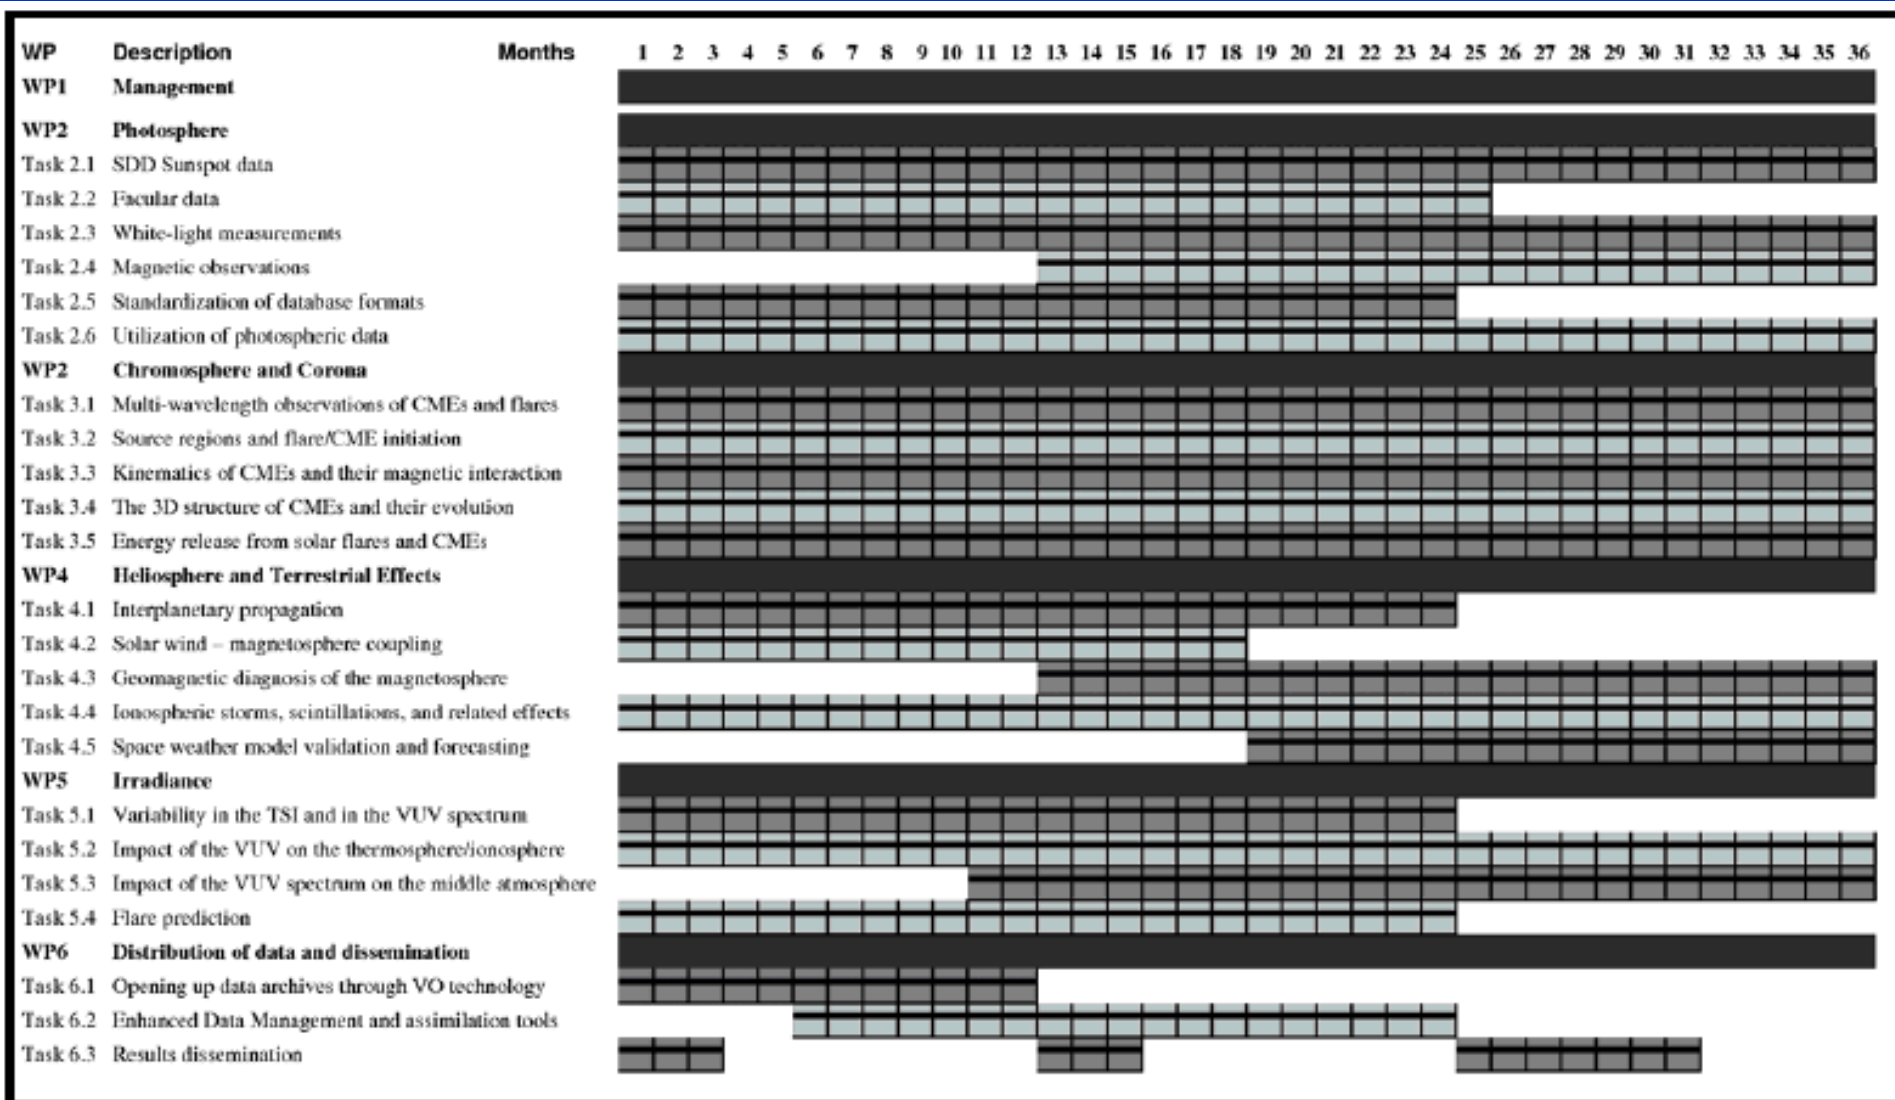 WP Description Months 1 2 3 4 5 6 7 8 9 10 11 12 13 14 15 16 17 18 19 20 21 22 23 24 25 26 27 28 29 30 31 32 33 34 35 36
WP1 Management
WP2 Photosphere
Task 2.1 SDD Sunspot data
Task 2.2 Facular data
Task 2.3 White-light measurements
Task 2.4 Magnetic observations
Task 2.5 Standardization of database formats
Task 2.6 Utilization of photospheric data
WP2 Chromosphere and Corona
Task 3.1 Multi-wavelength observations of CMEs and flares
Task 3.2 Source regions and flare/CME initiation
Task 3.3 Kinematics of CMEs and their magnetic interaction
Task 3.4 The 3D structure of CMEs and their evolution
Task 3.5 Energy release from solar flares and CMEs
WP4 Heliosphere and Terrestrial Effects
Task 4.1 Interplanetary propagation
Task 4.2 Solar wind – magnetosphere coupling
Task 4.3 Geomagnetic diagnosis of the magnetosphere
Task 4.4 Ionospheric storms, scintillations, and related effects
Task 4.5 Space weather model validation and forecasting
WP5 Irradiance
Task 5.1 Variability in the TSI and in the VUV spectrum
Task 5.2 Impact of the VUV on the thermosphere/ionosphere
Task 5.3 Impact of the VUV spectrum on the middle atmosphere
Task 5.4 Flare prediction
WP6 Distribution of data and dissemination
Task 6.1 Opening up data archives through VO technology
Task 6.2 Enhanced Data Management and assimilation tools
Task 6.3 Results dissemination